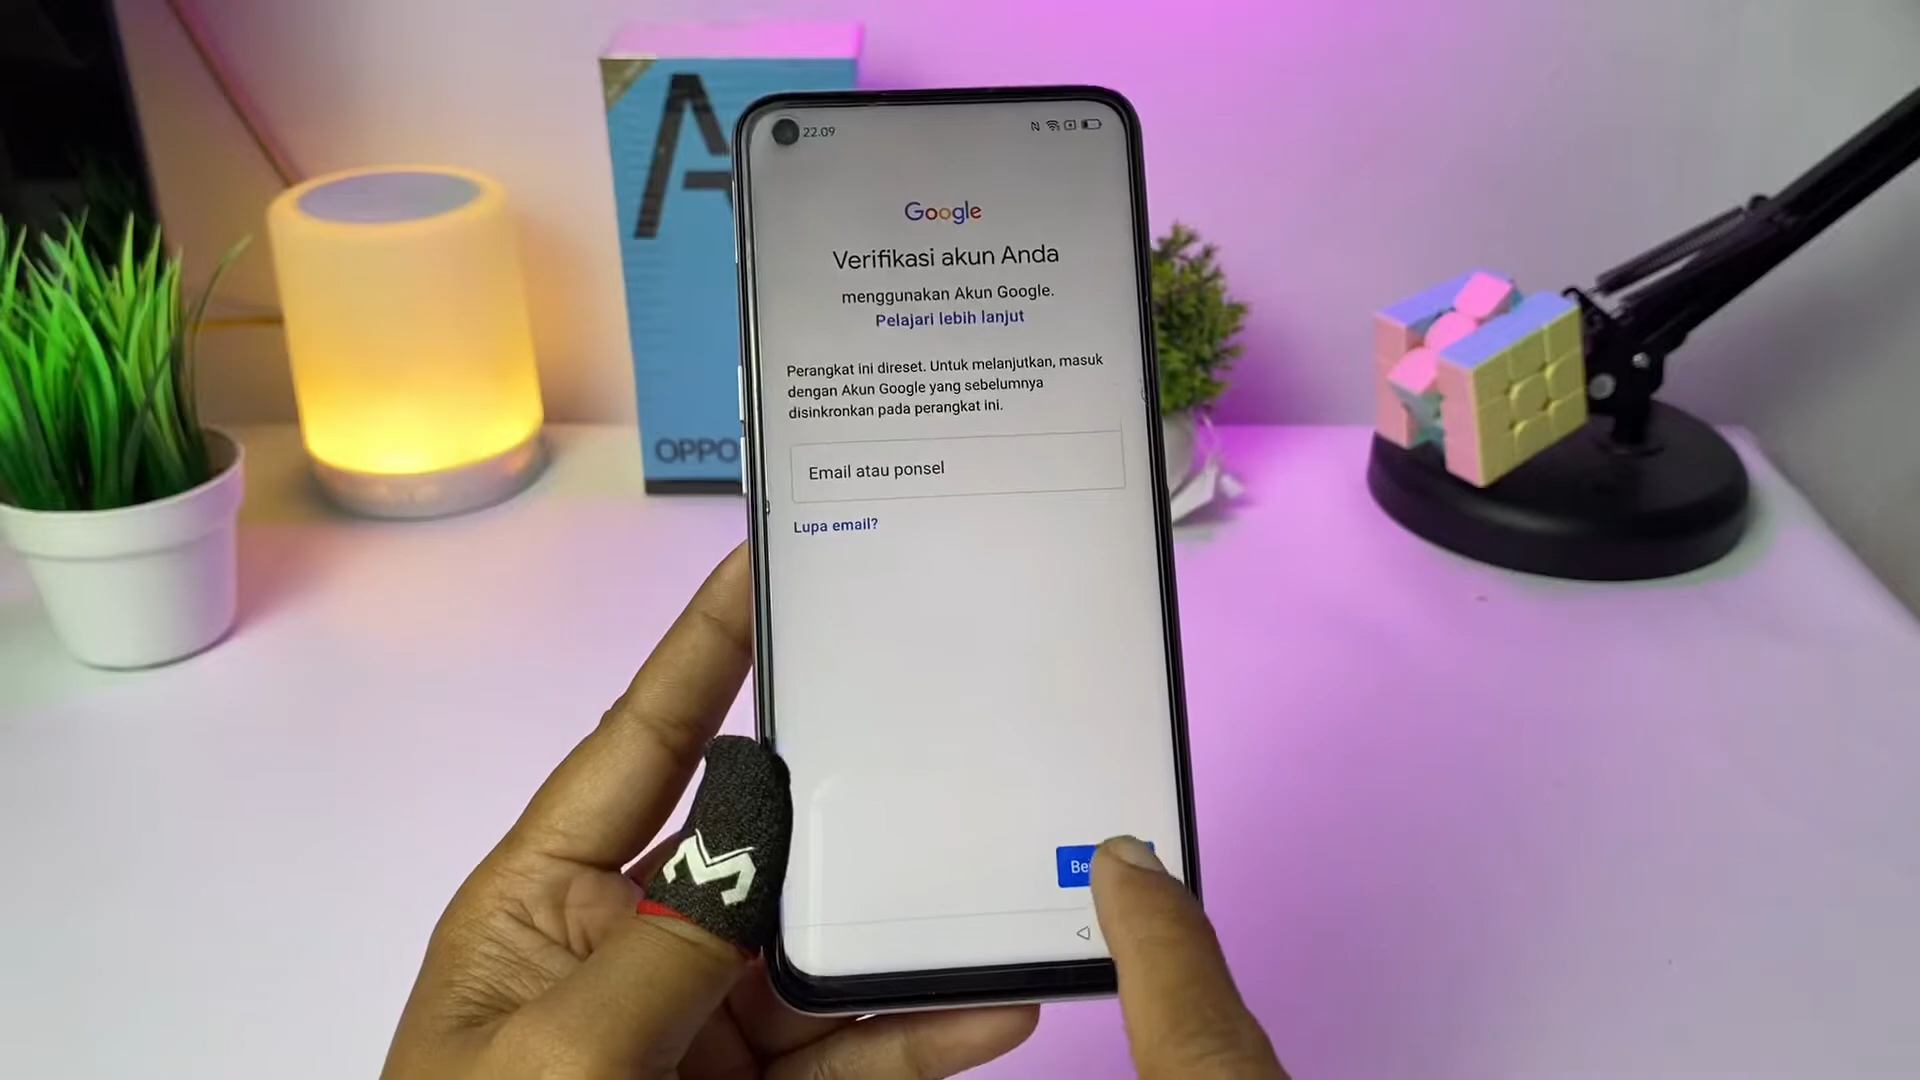 22.09
Google
Verifikasi akun Anda
menggunakan Akun Google.
Pelajari lebih lanjut
Perangkat ini direset. Untuk melanjutkan, masuk
dengan Akun Google yang sebelumnya
disinkronkan pada perangkat ini.
Email atau ponsel
Lupa email?
A
OPPO